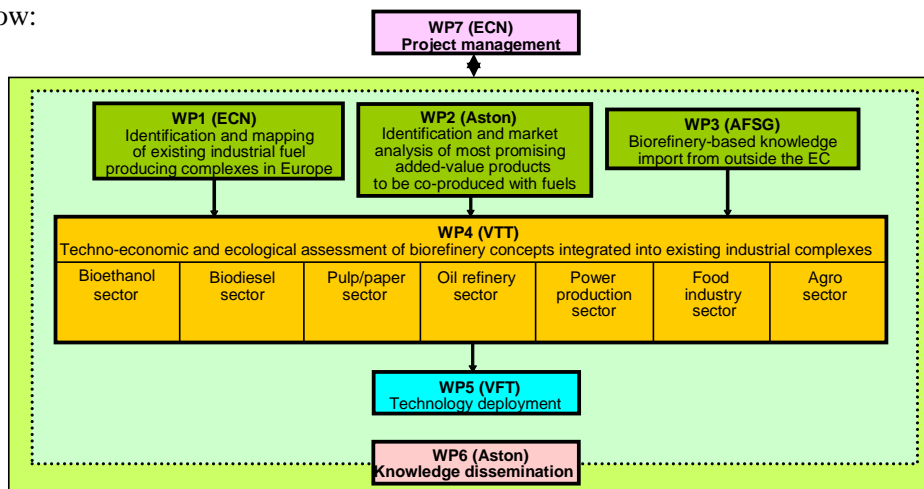 ow:
WP7 (ECN)
Project management
WP1 (ECN)
Identification and mapping
of existing industrial fuel
producing complexes in Europe
WP2 (Aston)
Identification and market
analysis of most promising
added-value products
to be co-produced with fuels
WP3 (AFSG)
Biorefinery-based knowledge
import from outside the EC
WP4 (VTT)
Techno-economic and ecological assessment of biorefinery concepts integrated into existing industrial complexes
Bioethanol
sector
Biodiesel
sector
Pulp/paper
sector
Oil refinery
sector
Power
production
sector
Food
industry
sector
Agro
sector
WP5 (VFT)
Technology deployment
WP6 (Aston)
Knowledge dissemination